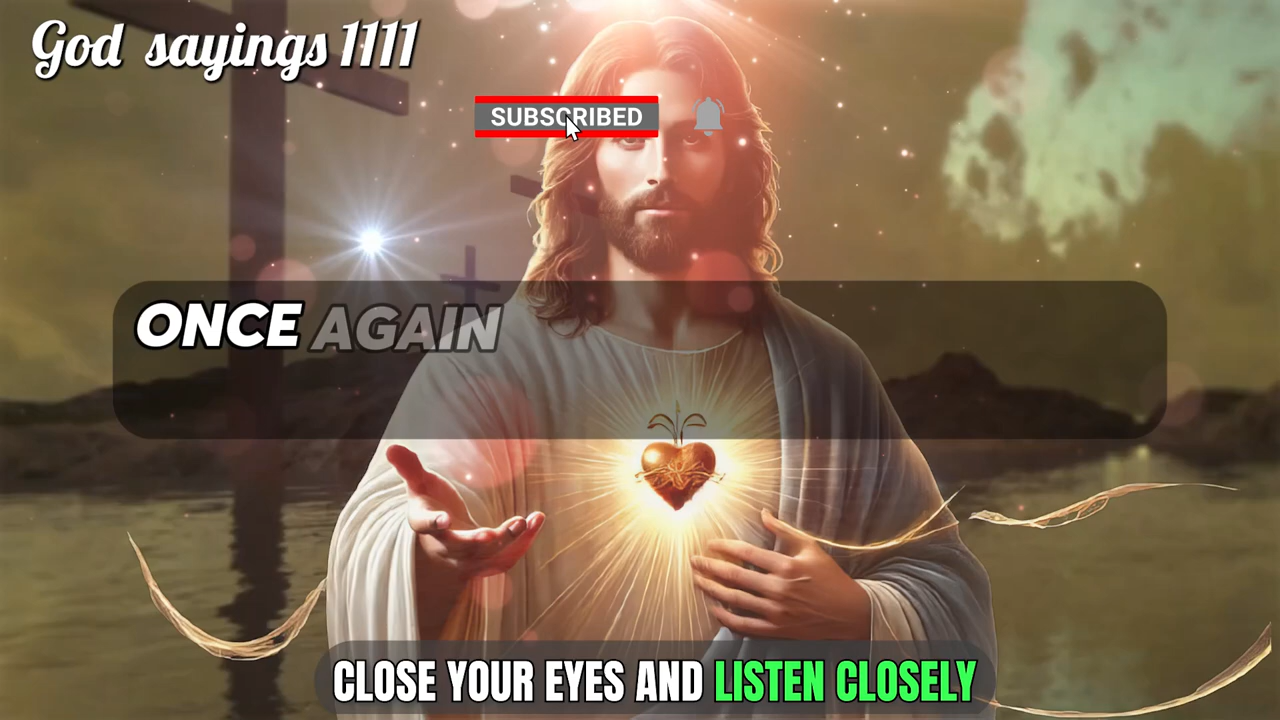 God sayings 1111
SUBSCRIBED
ONCE AGAIN
CLOSE YOUR EYES AND LISTEN CLOSELY